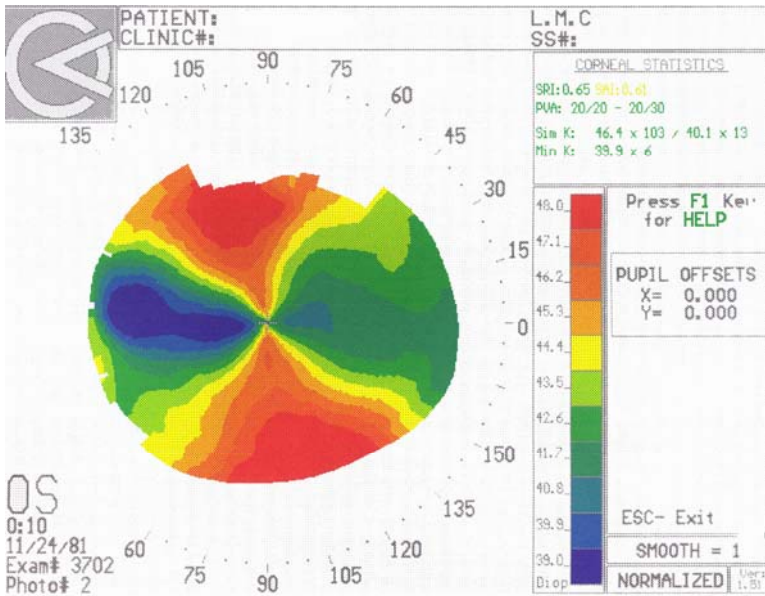 PATIENT:
CLINIC#:
L.M.C
SS#:
CORNEAL STATISTICS
SRI:0.65 SAI:0.61
PVA: 20/20 - 20/30
Sim K: 46.4 x 103 / 40.1 x 13
Min K: 39.9 x 6
135
120
105
90
75
60
45
30
15
0
150
135
120
105
90
75
60
48.0
47.1
46.2
45.3
44.4
43.5
42.6
41.7
40.8
39.9
39.0
Diop
Press F1 Key
for HELP
PUPIL OFFSETS
X= 0.000
Y= 0.000
ESC- Exit
SMOOTH = 1
NORMALIZED
OS
0:10
11/24/81
Exam# 3702
Photo# 2